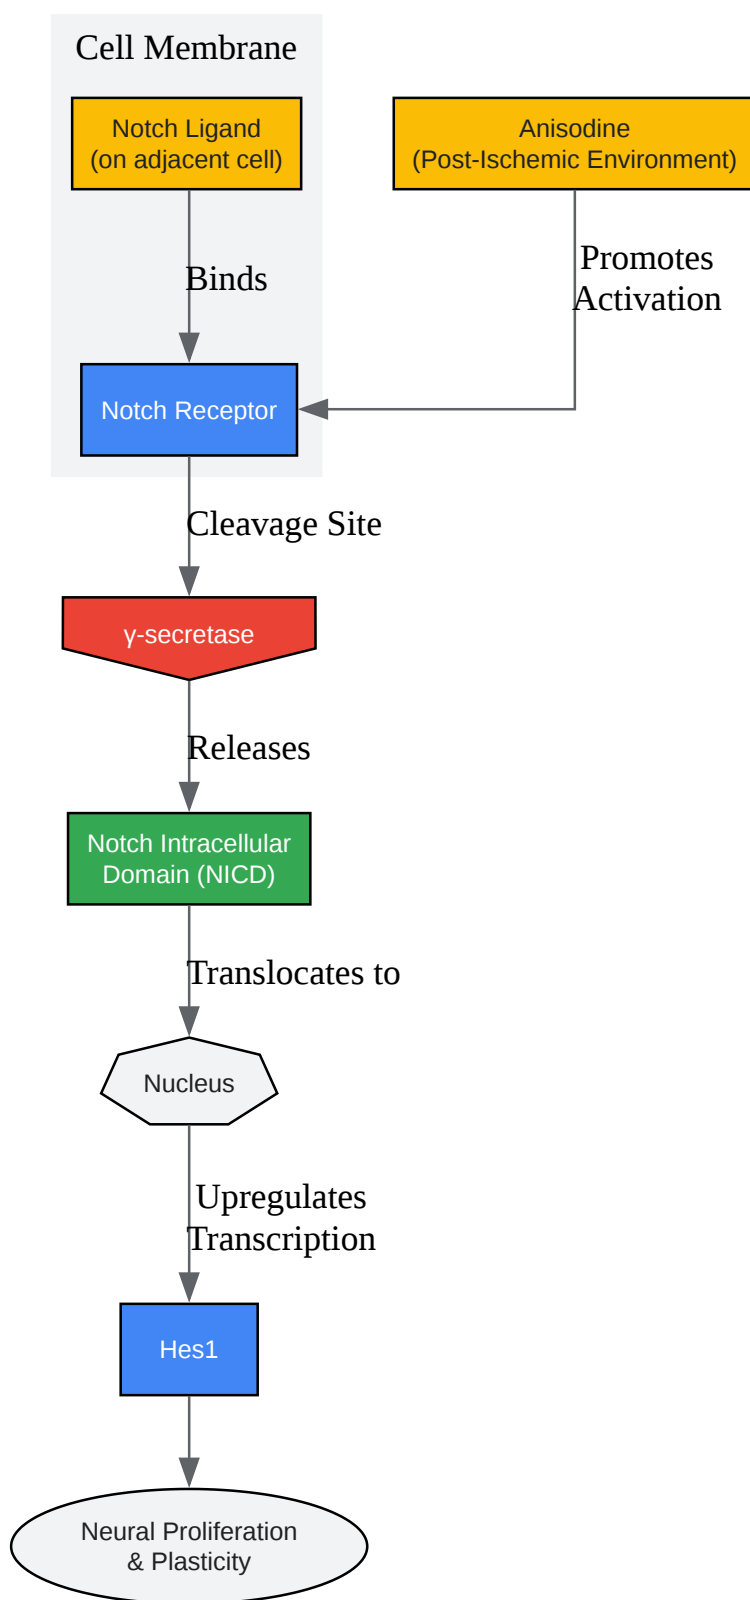 Cell Membrane
Notch Ligand
(on adjacent cell)
Anisodine
(Post-Ischemic Environment)
Binds
Promotes
Activation
Notch Receptor
Cleavage Site
γ-secretase
Releases
Notch Intracellular
Domain (NICD)
Translocates to
Nucleus
Upregulates
Transcription
Hes1
Neural Proliferation
& Plasticity